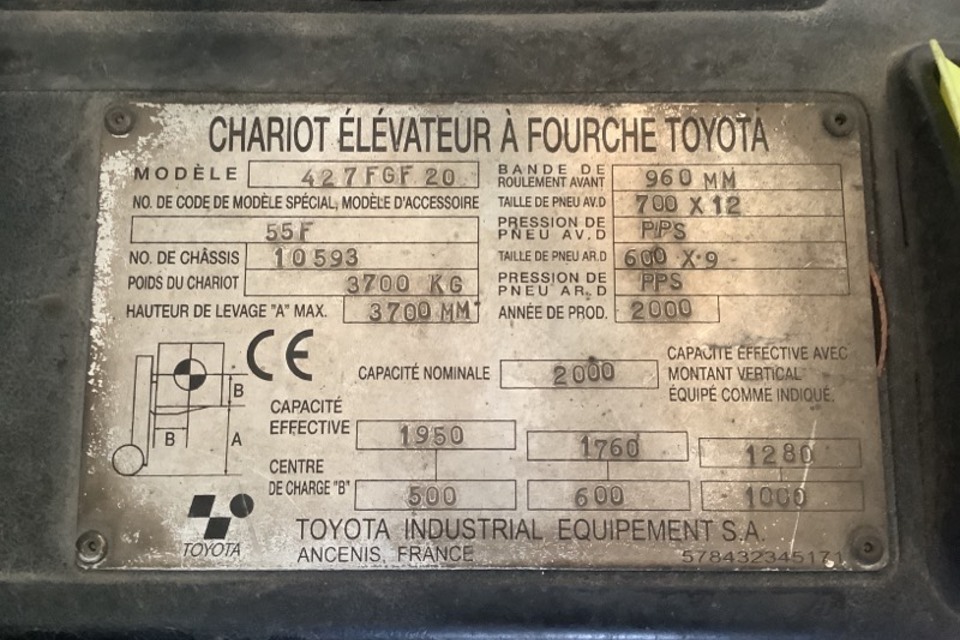 CHARIOT ÉLÉVATEUR À FOURCHE TOYOTA
MODÈLE 427FGF20
NO. DE CODE DE MODÈLE SPÉCIAL, MODÈLE D'ACCESSOIRE
55F
NO. DE CHÂSSIS 10593
POIDS DU CHARIOT 3700 KG
HAUTEUR DE LEVAGE "A" MAX. 3700 MM
BANDE DE
ROULEMENT AVANT 960 MM
TAILLE DE PNEU AV.D 700 X 12
PRESSION DE
PNEU AV. D PPS
TAILLE DE PNEU AR.D 600 X 9
PRESSION DE
PNEU AR. D PPS
ANNÉE DE PROD. 2000
CE
B
B
A
CAPACITÉ NOMINALE 2000
CAPACITÉ EFFECTIVE AVEC
MONTANT VERTICAL
ÉQUIPÉ COMME INDIQUÉ.
CAPACITÉ
EFFECTIVE 1950 1760 1280
CENTRE
DE CHARGE "B" 500 600 1000
TOYOTA
TOYOTA INDUSTRIAL EQUIPEMENT S.A.
ANCENIS, FRANCE
578432345171